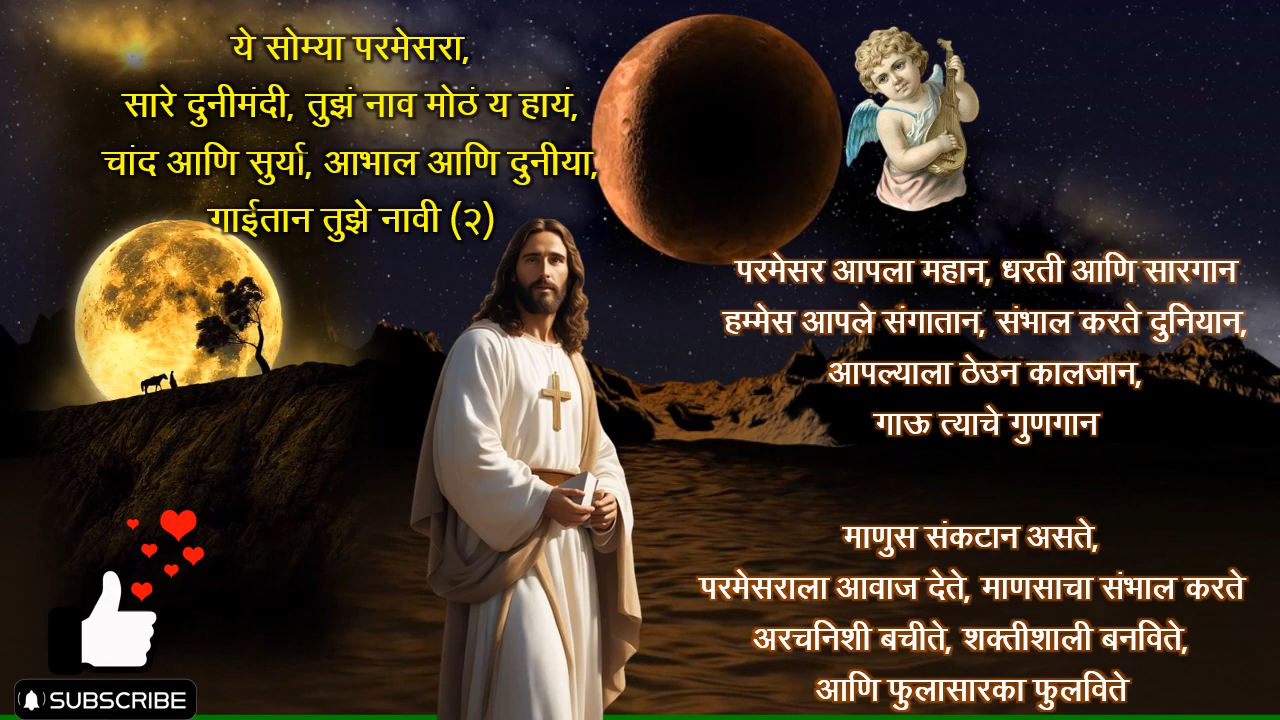 ये सोम्या परमेसरा,
सारे दुनीमंदी, तुझं नाव मोठं य हायं,
चांद आणि सुर्या, आभाल आणि दुनीया,
गाईतान तुझे नावी (२)
परमेसर आपला महान, धरती आणि सारगान
हम्मेस आपले संगातान, संभाल करते दुनियान,
आपल्याला ठेउन कालजान,
गाऊ त्याचे गुणगान
माणुस संकटान असते,
परमेसराला आवाज देते, माणसाचा संभाल करते
अरचनिशी बचीते, शक्तीशाली बनविते,
आणि फुलासारका फुलविते
SUBSCRIBE